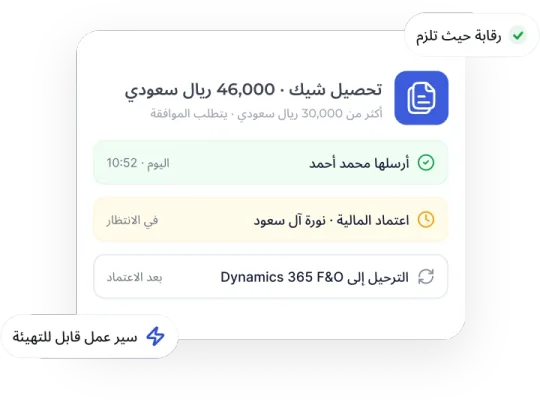 رقابة حيث تلزم
تحصيل شيك · 46,000 ريال سعودي
أكثر من 30,000 ريال سعودي · يتطلب الموافقة
أرسلها محمد أحمد
اليوم · 10:52
اعتماد المالية · نورة آل سعود
في الانتظار
الترحيل إلى Dynamics 365 F&O
بعد الاعتماد
سير عمل قابل للتهيئة